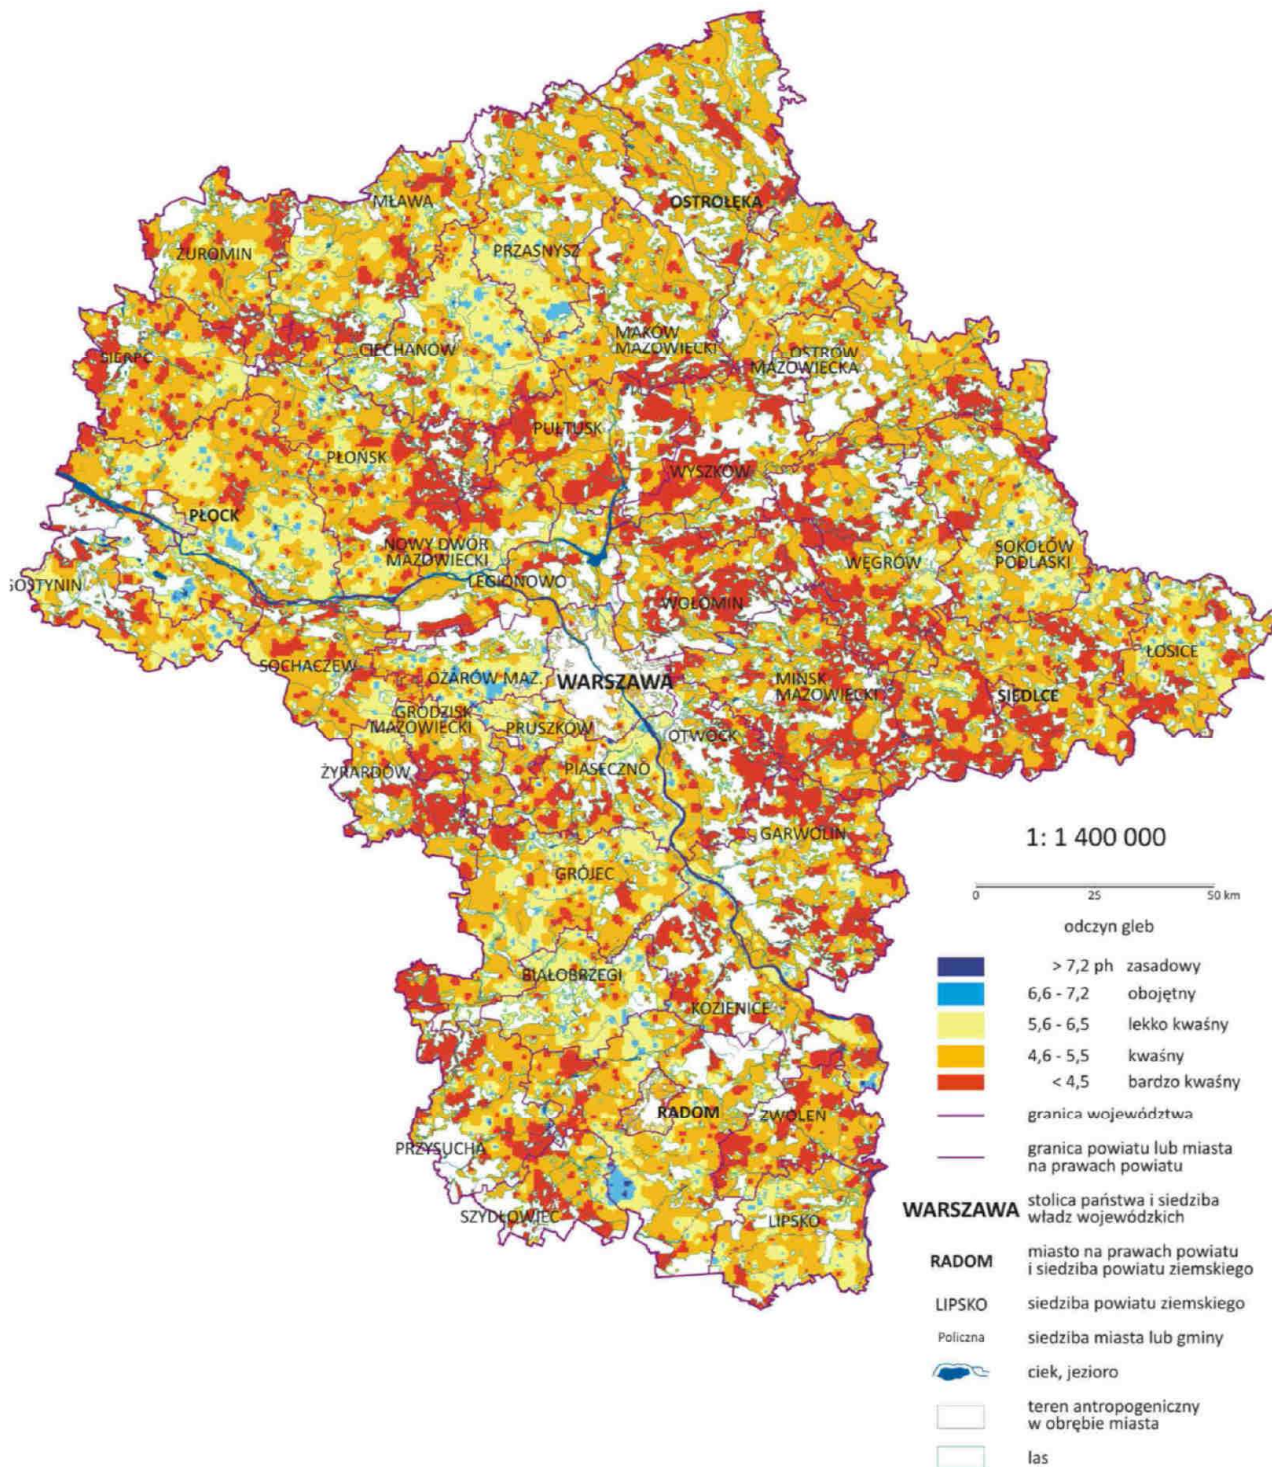 MŁAWA
OSTROŁĘKA
ŻUROMIN
PRZASNYSZ
MAKÓW
MAZOWIECKI
CIECHANÓW
OSTRÓW
MAZOWIECKA
SIERPC
PUŁTUSK
PŁOŃSK
WYSZKÓW
PŁOCK
NOWY DWÓR
MAZOWIECKI
SOKOŁÓW
PODLASKI
WĘGRÓW
LEGIONOWO
GOSTYNIN
WOŁOMIN
ŁOSICE
SOCHACZEW
OŻARÓW MAZ.
WARSZAWA
MIŃSK
MAZOWIECKI
SIEDLCE
GRODZISK
MAZOWIECKI
PRUSZKÓW
OTWOCK
ŻYRARDÓW
PIASECZNO
GARWOLIN
GRÓJEC
BIAŁOBRZEGI
KOZIENICE
RADOM
ZWOLEŃ
PRZYSUCHA
SZYDŁOWIEC
LIPSKO
1: 1 400 000
0 25 50 km
odczyn gleb
> 7,2 ph zasadowy
6,6 - 7,2 obojętny
5,6 - 6,5 lekko kwaśny
4,6 - 5,5 kwaśny
< 4,5 bardzo kwaśny
granica województwa
granica powiatu lub miasta
na prawach powiatu
WARSZAWA stolica państwa i siedziba
władz wojewódzkich
RADOM miasto na prawach powiatu
i siedziba powiatu ziemskiego
LIPSKO siedziba powiatu ziemskiego
Policzna siedziba miasta lub gminy
ciek, jezioro
teren antropogeniczny
w obrębie miasta
las